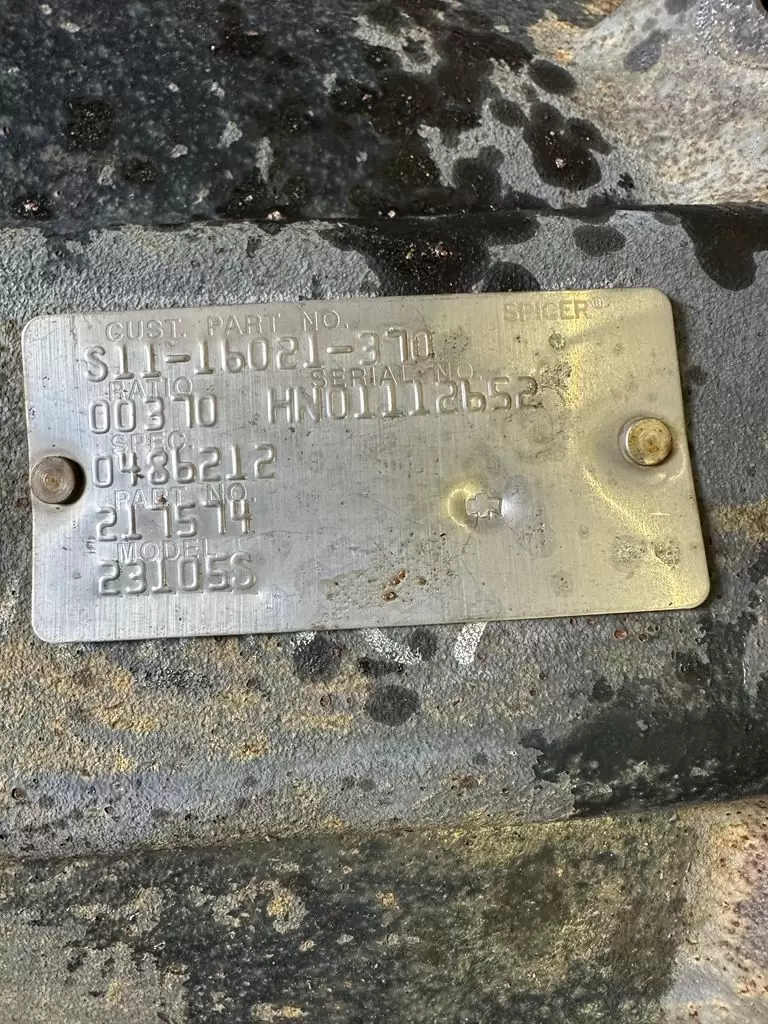 CUST. PART NO. SPICER®
S11-16021-370
RATIO SERIAL NO.
00370 HN01112652
SPEC.
0486212
PART NO.
217574
MODEL
23105S